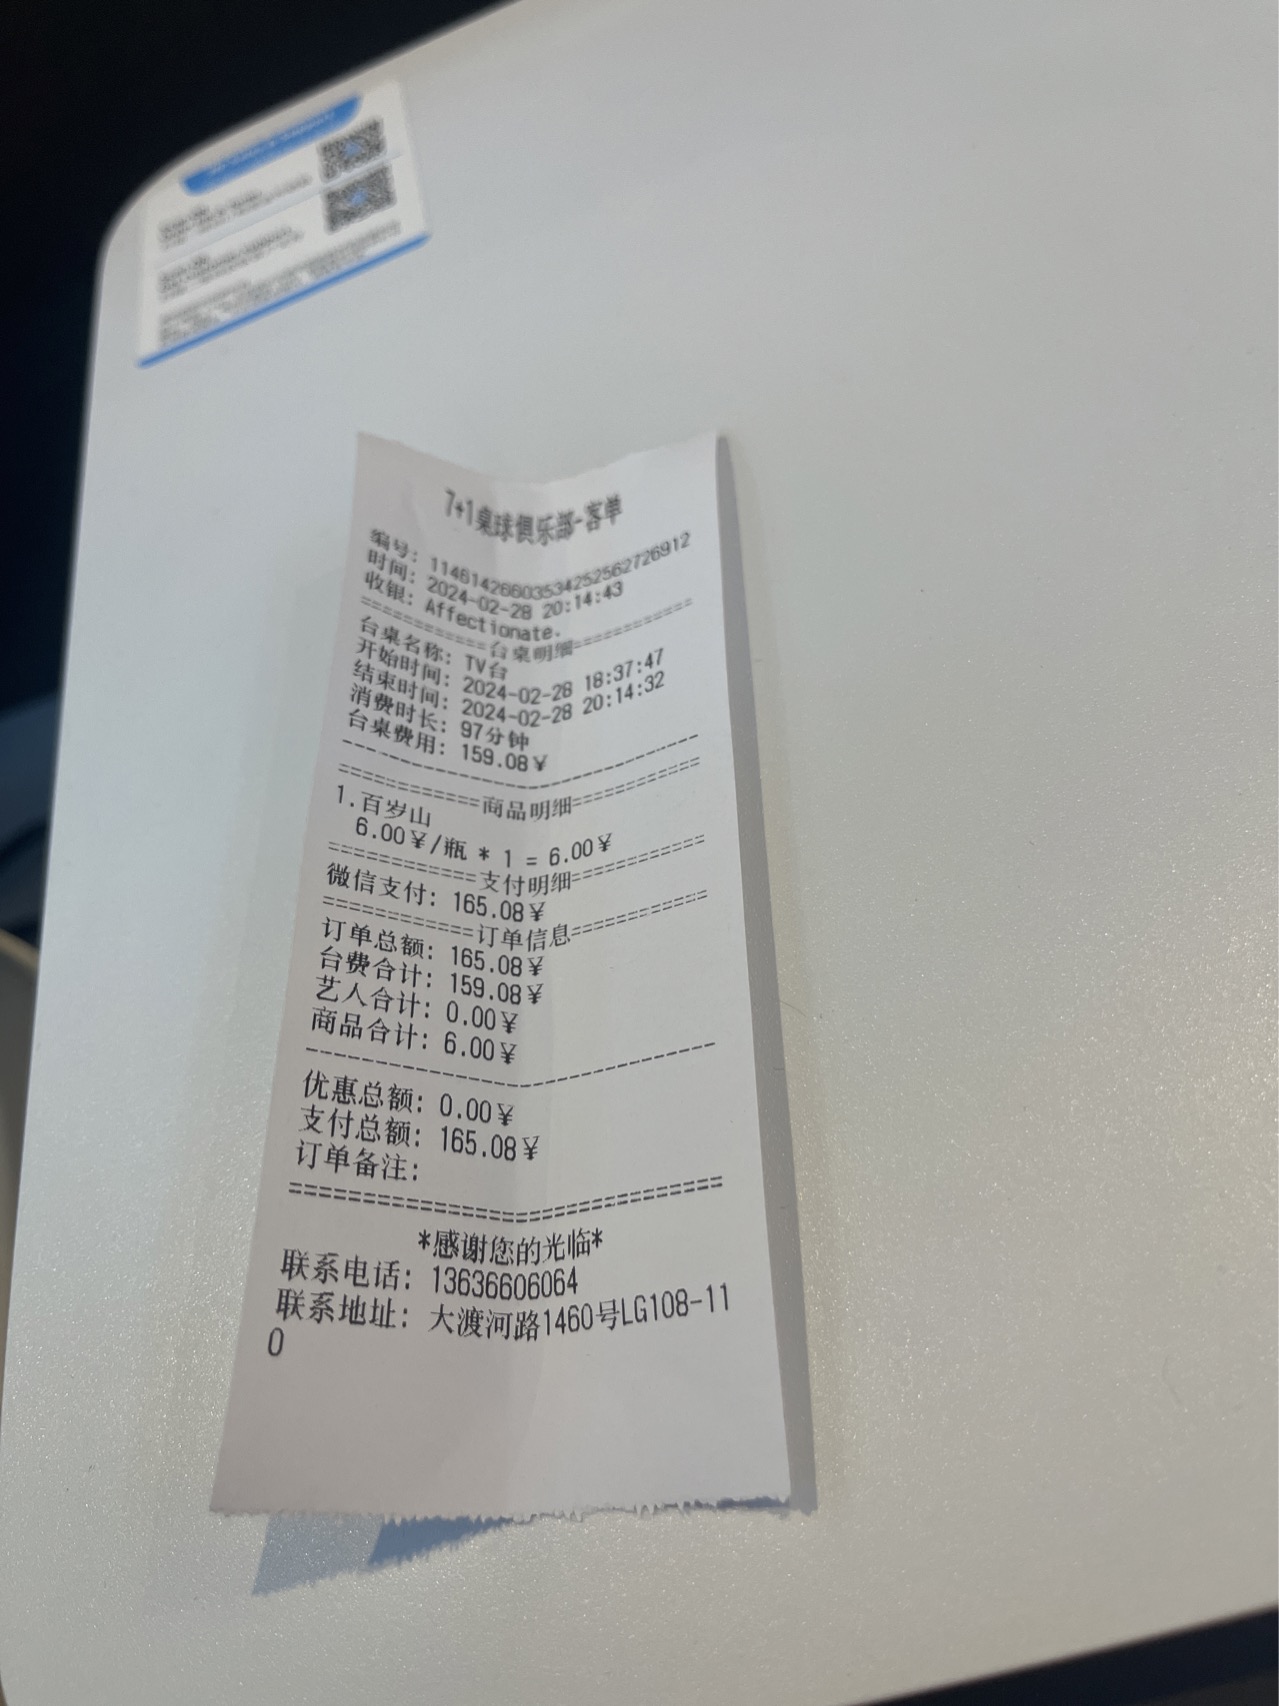 7+1桌球俱乐部-客单
编号: 1146142660353425256272​6912
时间: 2024-02-28 20:14:43
收银: Affectionate.
============台桌明细============
台桌名称: TV台
开始时间: 2024-02-28 18:37:47
结束时间: 2024-02-28 20:14:32
消费时长: 97分钟
台桌费用: 159.08¥
--------------------------------
============商品明细============
1.百岁山
6.00¥/瓶 * 1 = 6.00¥
============支付明细============
微信支付: 165.08¥
============订单信息============
订单总额: 165.08¥
台费合计: 159.08¥
艺人合计: 0.00¥
商品合计: 6.00¥
--------------------------------
优惠总额: 0.00¥
支付总额: 165.08¥
订单备注:
================================
*感谢您的光临*
联系电话: 13636606064
联系地址: 大渡河路1460号LG108-11
0